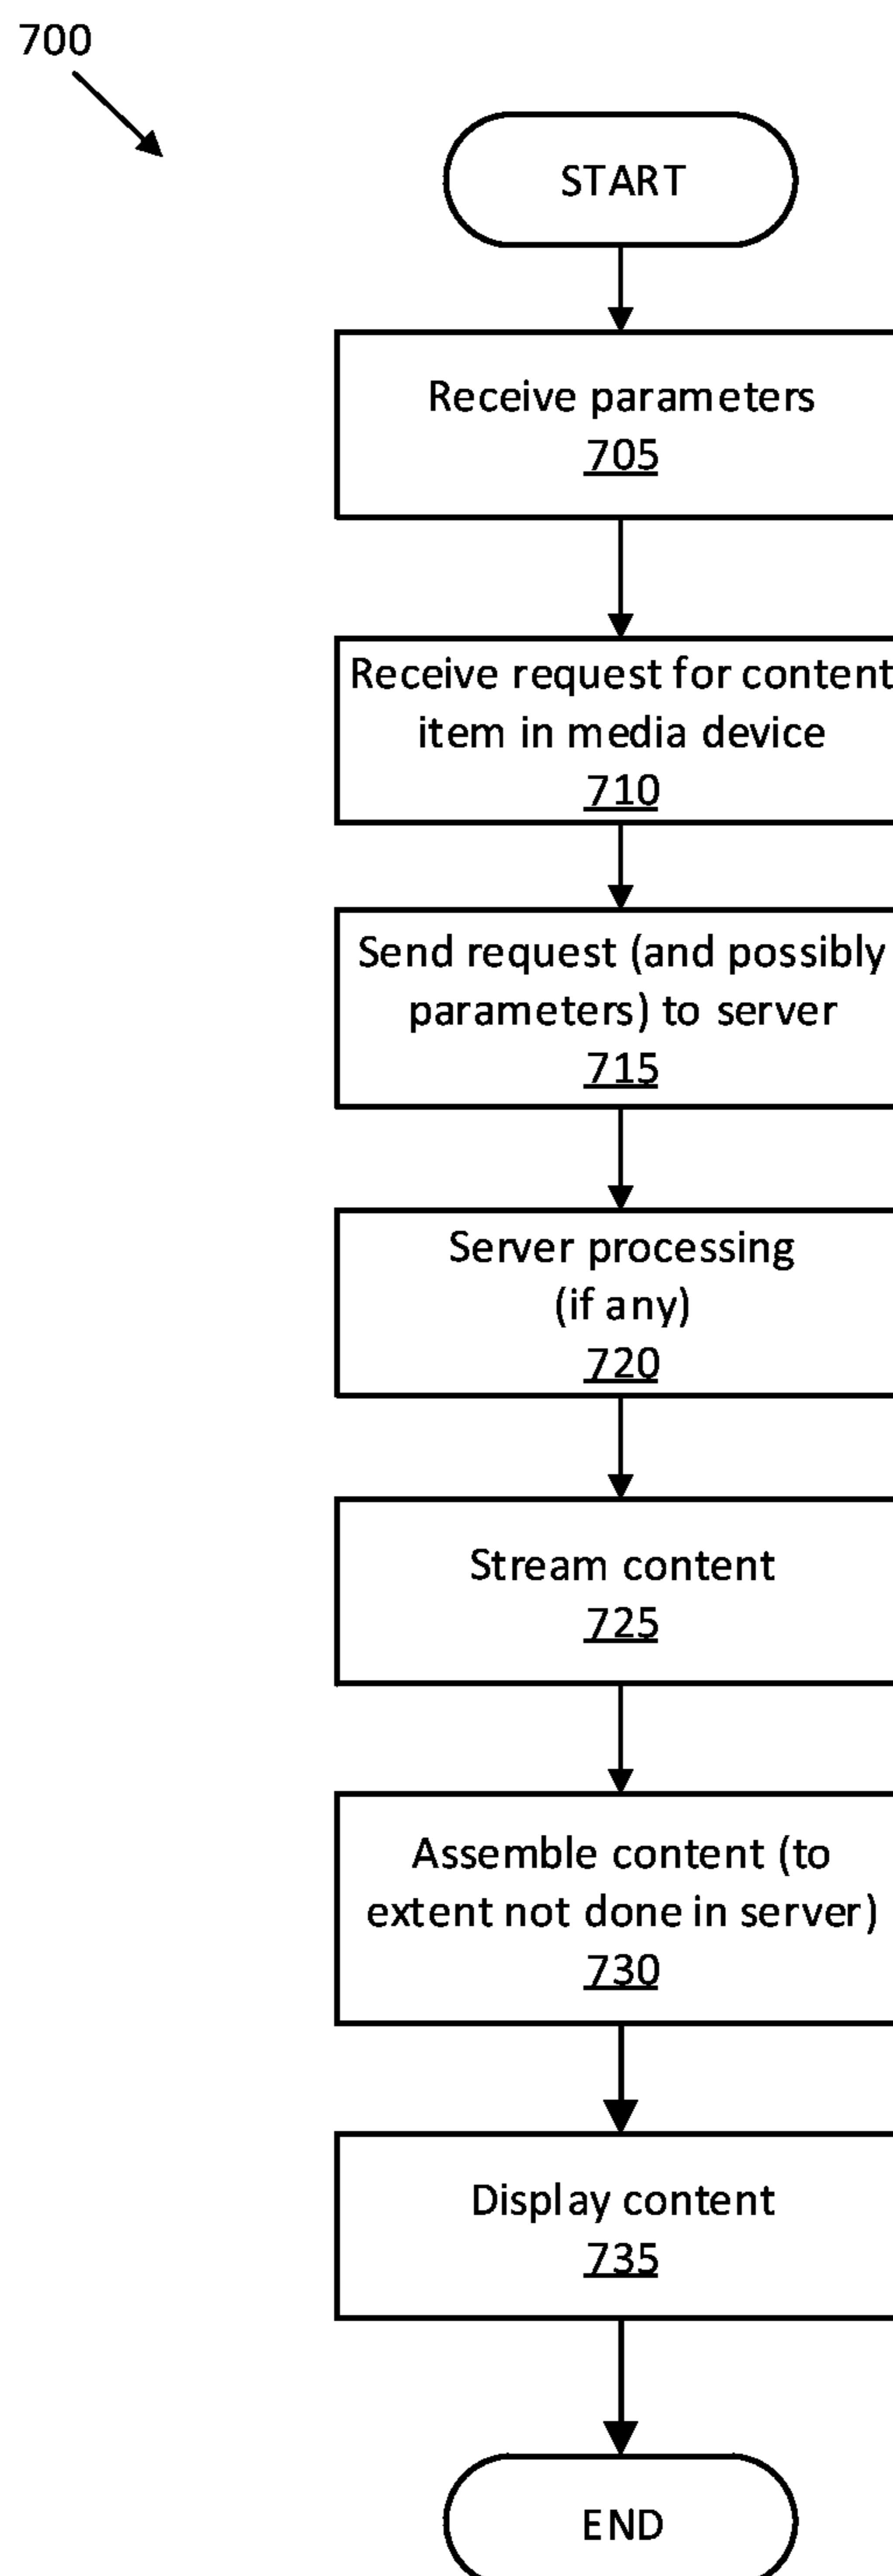 700
START
Receive parameters
705
Receive request for content
item in media device
710
Send request (and possibly
parameters) to server
715
Server processing
(if any)
720
Stream content
725
Assemble content (to
extent not done in server)
730
Display content
735
END